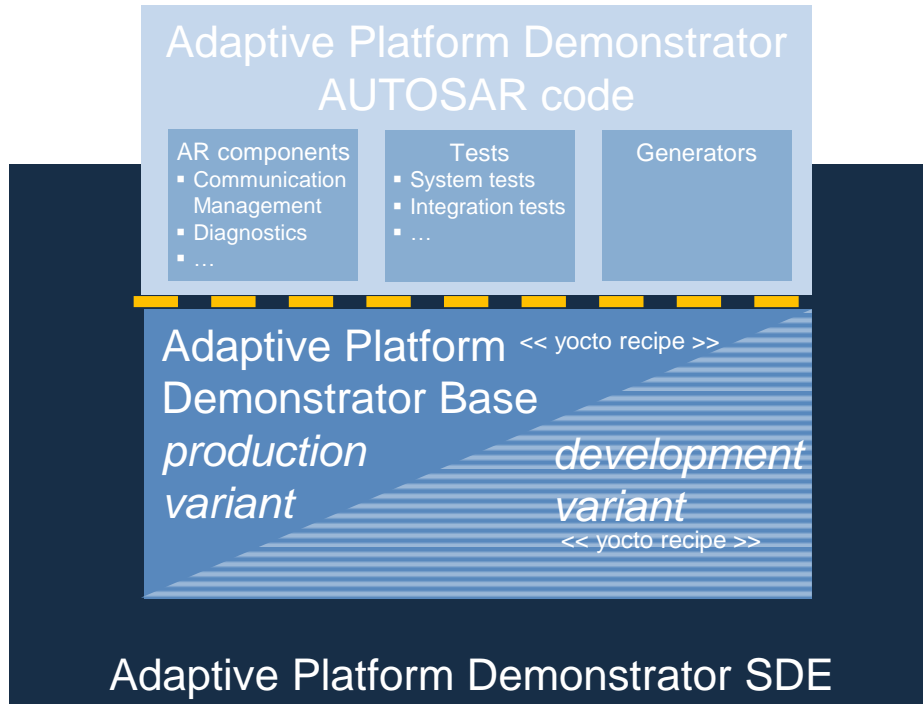 Adaptive Platform Demonstrator
AUTOSAR code
AR components
▪ Communication
Management
▪ Diagnostics
▪ …
Tests
▪ System tests
▪ Integration tests
▪ …
Generators
Adaptive Platform << yocto recipe >>
Demonstrator Base
production
variant
development
variant
<< yocto recipe >>
Adaptive Platform Demonstrator SDE